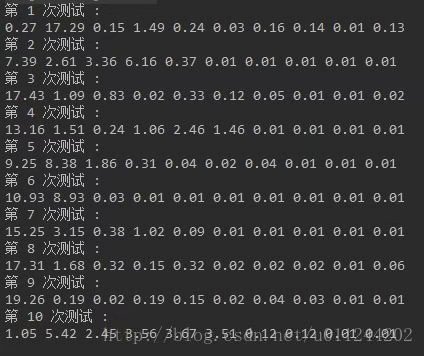 第 1 次测试 :
0.27 17.29 0.15 1.49 0.24 0.03 0.16 0.14 0.01 0.13
第 2 次测试 :
7.39 2.61 3.36 6.16 0.37 0.01 0.01 0.01 0.01 0.01
第 3 次测试 :
17.43 1.09 0.83 0.02 0.33 0.12 0.05 0.01 0.01 0.02
第 4 次测试 :
13.16 1.51 0.24 1.06 2.46 1.46 0.01 0.01 0.01 0.01
第 5 次测试 :
9.25 8.38 1.86 0.31 0.04 0.02 0.04 0.01 0.01 0.01
第 6 次测试 :
10.93 8.93 0.03 0.01 0.01 0.01 0.01 0.01 0.01 0.01
第 7 次测试 :
15.25 3.15 0.38 1.02 0.09 0.01 0.01 0.01 0.01 0.01
第 8 次测试 :
17.31 1.68 0.32 0.15 0.32 0.02 0.02 0.02 0.01 0.06
第 9 次测试 :
19.26 0.19 0.02 0.19 0.15 0.02 0.04 0.03 0.01 0.01
第 10 次测试 :
1.05 5.42 2.45 3.56 3.67 3.51 0.12 0.12 0.01 0.01
http://blog.csdn.net/u011244202